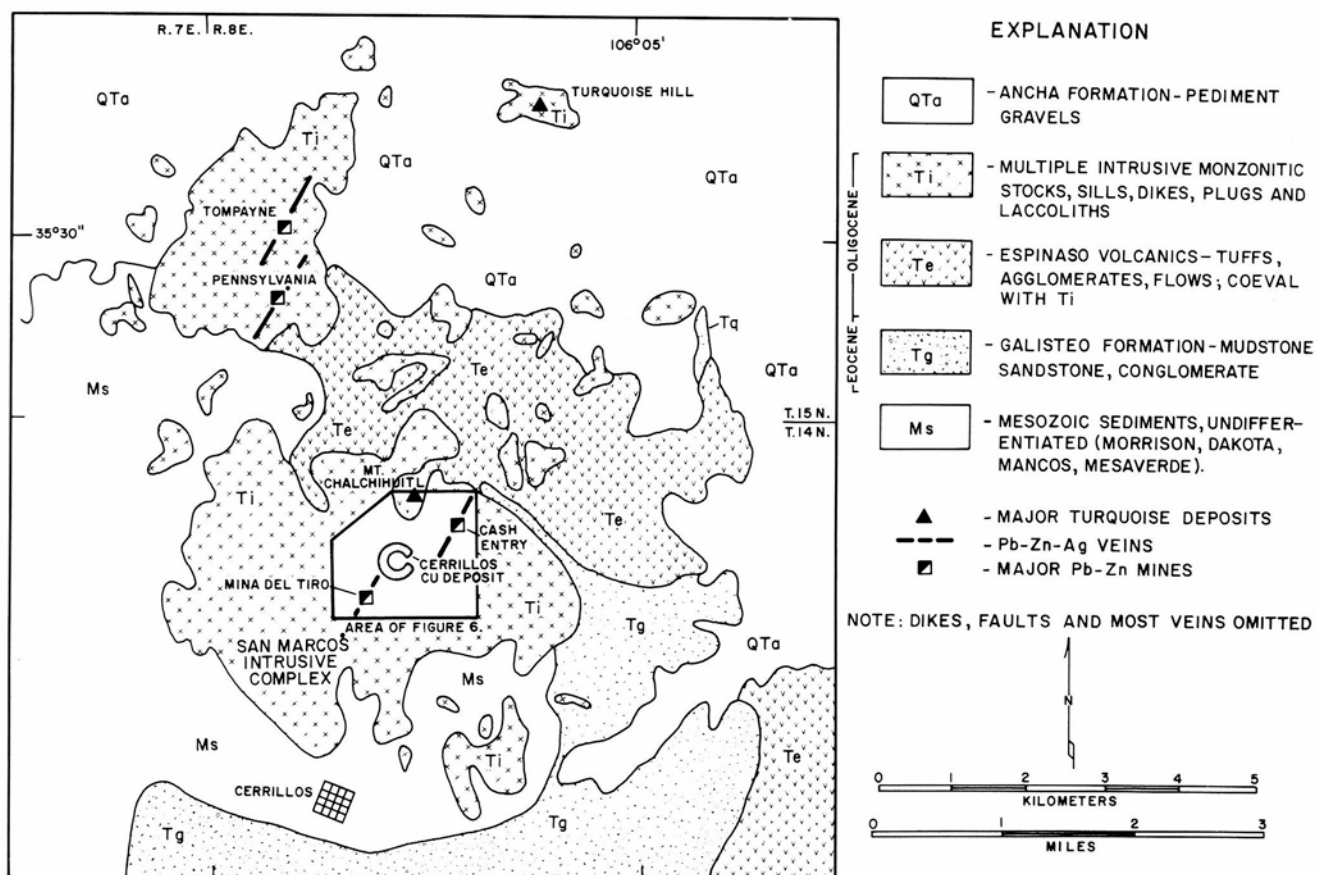 R.7E. R.8E.
106°05'
QTa
TURQUOISE HILL
Ti
Ti
QTa
QTa
QTa
TOMPAYNE
35°30"
PENNSYLVANIA
QTa
Tq
Ms
Te
QTa
T.15 N.
T.14 N.
Te
MT.
CHALCHIHUITL
Ti
Te
CASH
ENTRY
CERRILLOS
CU DEPOSIT
MINA DEL TIRO
Ti
AREA OF FIGURE 6.
Tg
QTa
SAN MARCOS
INTRUSIVE
COMPLEX
Ms
Ms
Ti
Te
CERRILLOS
Tg
Tg
EXPLANATION
QTa
- ANCHA FORMATION-PEDIMENT
GRAVELS
Ti
- MULTIPLE INTRUSIVE MONZONITIC
STOCKS, SILLS, DIKES, PLUGS AND
LACCOLITHS
OLIGOCENE
Te
- ESPINASO VOLCANICS-TUFFS,
AGGLOMERATES, FLOWS; COEVAL
WITH Ti
EOCENE
Tg
- GALISTEO FORMATION-MUDSTONE
SANDSTONE, CONGLOMERATE
Ms
- MESOZOIC SEDIMENTS, UNDIFFER-
ENTIATED (MORRISON, DAKOTA,
MANCOS, MESAVERDE).
- MAJOR TURQUOISE DEPOSITS
- Pb-Zn-Ag VEINS
- MAJOR Pb-Zn MINES
NOTE: DIKES, FAULTS AND MOST VEINS OMITTED
N
0 1 2 3 4 5
KILOMETERS
0 1 2 3
MILES